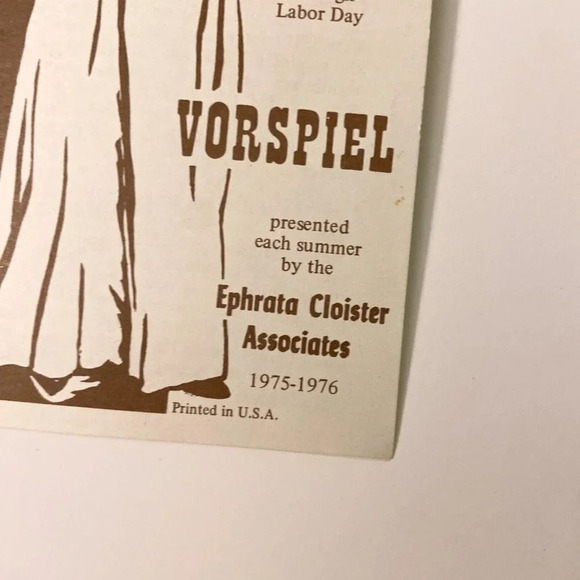 Labor Day
VORSPIEL
presented
each summer
by the
Ephrata Cloister
Associates
1975-1976
Printed in U.S.A.